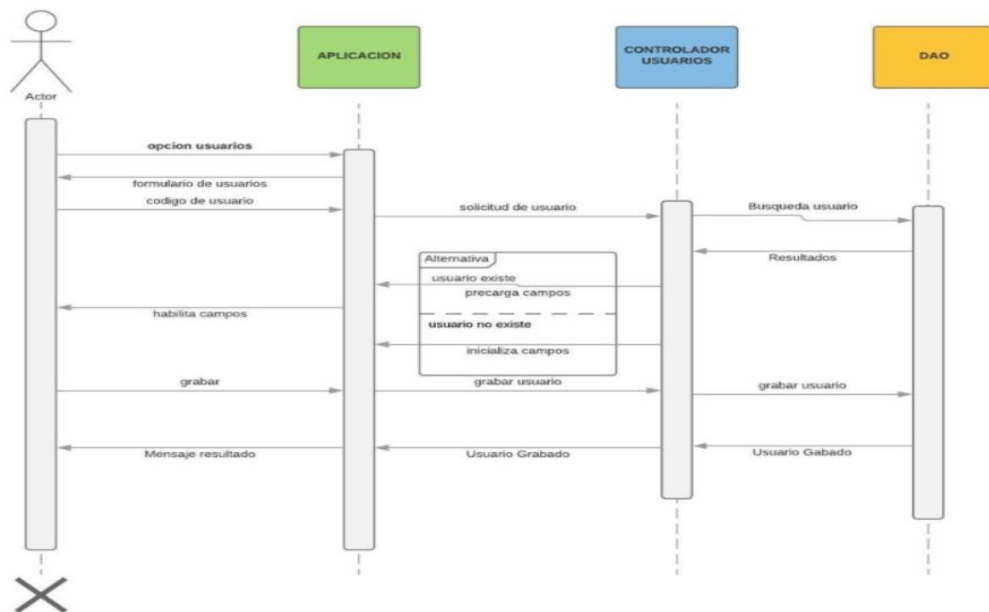 APLICACION
CONTROLADOR
USUARIOS
DAO
Actor
opcion usuarios
formulario de usuarios
codigo de usuario
solicitud de usuario
Busqueda usuario
Resultados
Alternativa
usuario existe
precarga campos
habilita campos
usuario no existe
inicializa campos
grabar
grabar usuario
grabar usuario
Mensaje resultado
Usuario Grabado
Usuario Gabado